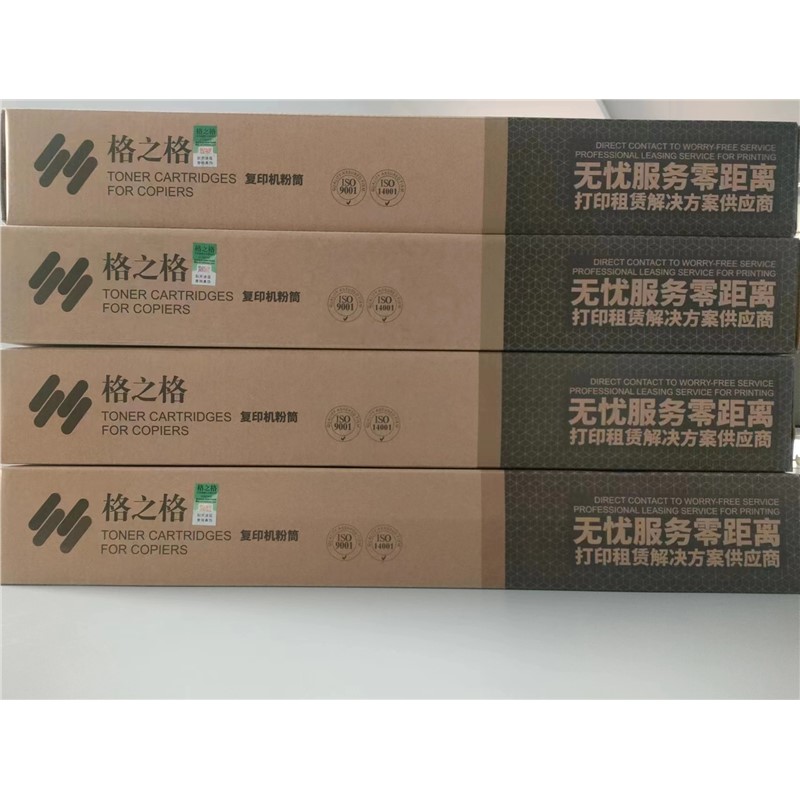 格之格
格之格
TONER CARTRIDGES 复印机粉筒
FOR COPIERS
ISO
9001
ISO
14001
DIRECT CONTACT TO WORRY-FREE SERVICE
PROFESSIONAL LEASING SERVICE FOR PRINTING
无忧服务零距离
打印租赁解决方案供应商
格之格
格之格
TONER CARTRIDGES 复印机粉筒
FOR COPIERS
ISO
9001
ISO
14001
DIRECT CONTACT TO WORRY-FREE SERVICE
PROFESSIONAL LEASING SERVICE FOR PRINTING
无忧服务零距离
打印租赁解决方案供应商
格之格
TONER CARTRIDGES 复印机粉筒
FOR COPIERS
ISO
9001
ISO
14001
DIRECT CONTACT TO WORRY-FREE SERVICE
PROFESSIONAL LEASING SERVICE FOR PRINTING
无忧服务零距离
打印租赁解决方案供应商
格之格
格之格
TONER CARTRIDGES 复印机粉筒
FOR COPIERS
ISO
9001
ISO
14001
DIRECT CONTACT TO WORRY-FREE SERVICE
PROFESSIONAL LEASING SERVICE FOR PRINTING
无忧服务零距离
打印租赁解决方案供应商